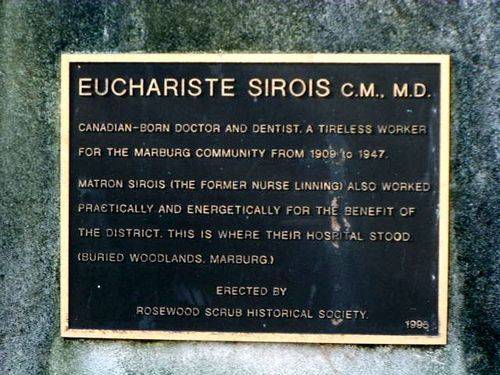 EUCHARISTE SIROIS C.M., M.D.
CANADIAN-BORN DOCTOR AND DENTIST. A TIRELESS WORKER
FOR THE MARBURG COMMUNITY FROM 1909 to 1947.
MATRON SIROIS (THE FORMER NURSE LINNING) ALSO WORKED
PRACTICALLY AND ENERGETICALLY FOR THE BENEFIT OF
THE DISTRICT. THIS IS WHERE THEIR HOSPITAL STOOD
(BURIED WOODLANDS. MARBURG.)
ERECTED BY
ROSEWOOD SCRUB HISTORICAL SOCIETY.
1995